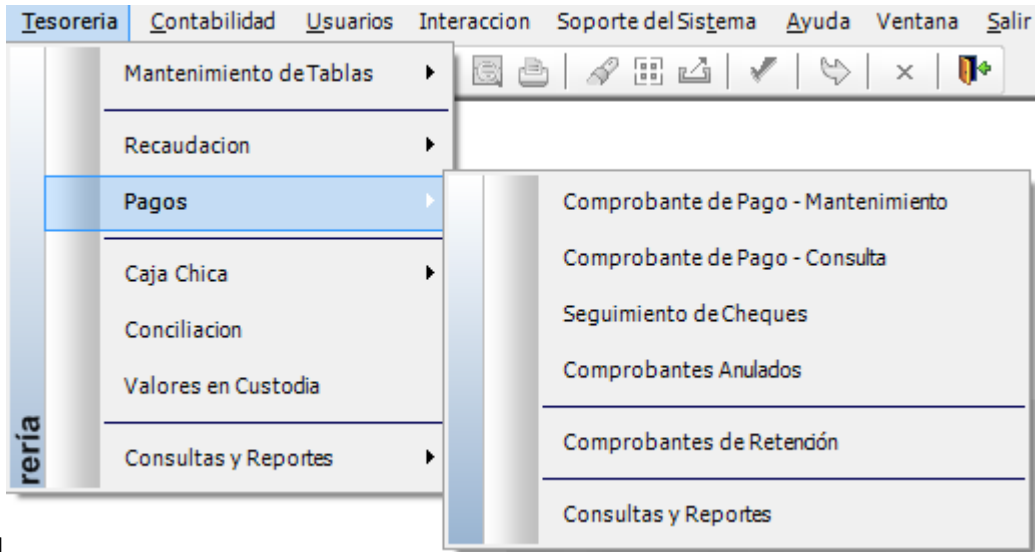 Tesoreria Contabilidad Usuarios Interaccion Soporte del Sistema Ayuda Ventana Salir
Mantenimiento de Tablas
Recaudacion
Pagos
Caja Chica
Conciliacion
Valores en Custodia
Consultas y Reportes
rería
Comprobante de Pago - Mantenimiento
Comprobante de Pago - Consulta
Seguimiento de Cheques
Comprobantes Anulados
Comprobantes de Retención
Consultas y Reportes